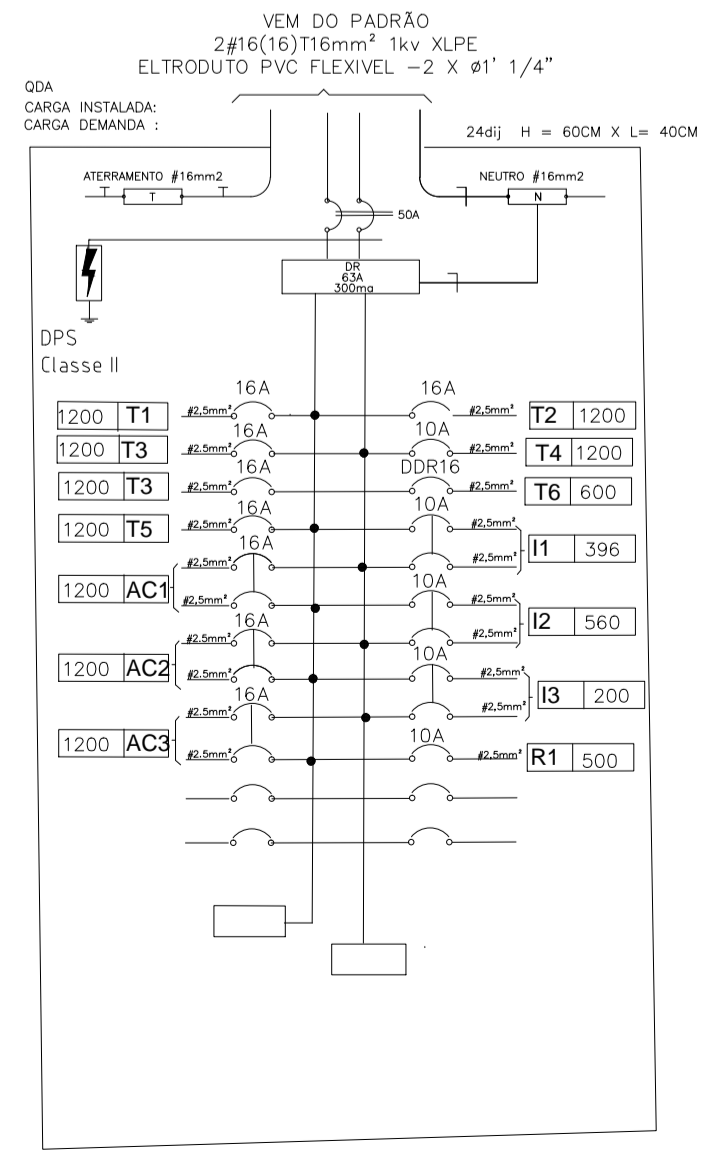 VEM DO PADRÃO
2#16(16)T16mm² 1kv XLPE
ELTRODUTO PVC FLEXIVEL -2 X ø1' 1/4"
QDA
CARGA INSTALADA:
CARGA DEMANDA :
24dij H = 60CM X L= 40CM
ATERRAMENTO #16mm2
T
NEUTRO #16mm2
N
50A
DR
63A
300ma
DPS
Classe II
1200 T1 #2,5mm² 16A 16A #2,5mm² T2 1200
1200 T3 #2.5mm² 16A 10A #2,5mm² T4 1200
1200 T3 #2,5mm² 16A DDR16 #2,5mm² T6 600
1200 T5 #2,5mm² 16A 10A #2,5mm² I1 396
1200 AC1 #2,5mm² 16A #2,5mm²
#2,5mm² 10A #2,5mm² I2 560
1200 AC2 #2.5mm² 16A #2,5mm²
#2.5mm² 10A #2,5mm² I3 200
1200 AC3 #2.5mm² 16A #2,5mm²
#2.5mm² 10A #2,5mm² R1 500